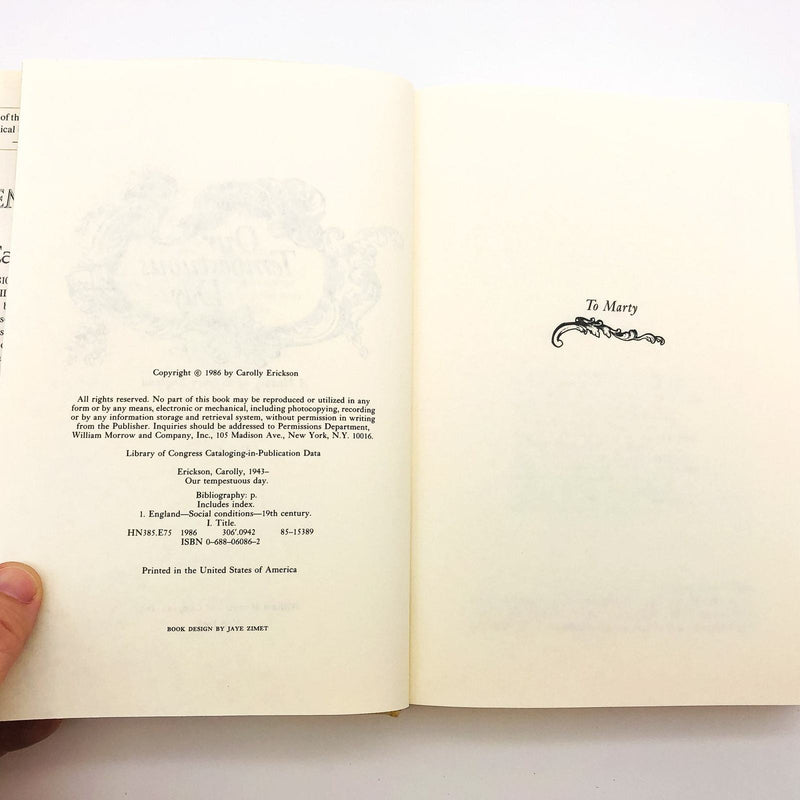 of th
ical
EN
Ca
Copyright © 1986 by Carolly Erickson
All rights reserved. No part of this book may be reproduced or utilized in any
form or by any means, electronic or mechanical, including photocopying, recording
or by any information storage and retrieval system, without permission in writing
from the Publisher. Inquiries should be addressed to Permissions Department,
William Morrow and Company, Inc., 105 Madison Ave., New York, N.Y. 10016.
Library of Congress Cataloging-in-Publication Data
Erickson, Carolly, 1943–
Our tempestuous day.
Bibliography: p.
Includes index.
1. England—Social conditions—19th century.
I. Title.
HN385.E75 1986 306'.0942 85–15389
ISBN 0–688–06086–2
Printed in the United States of America
BOOK DESIGN BY JAYE ZIMET
To Marty